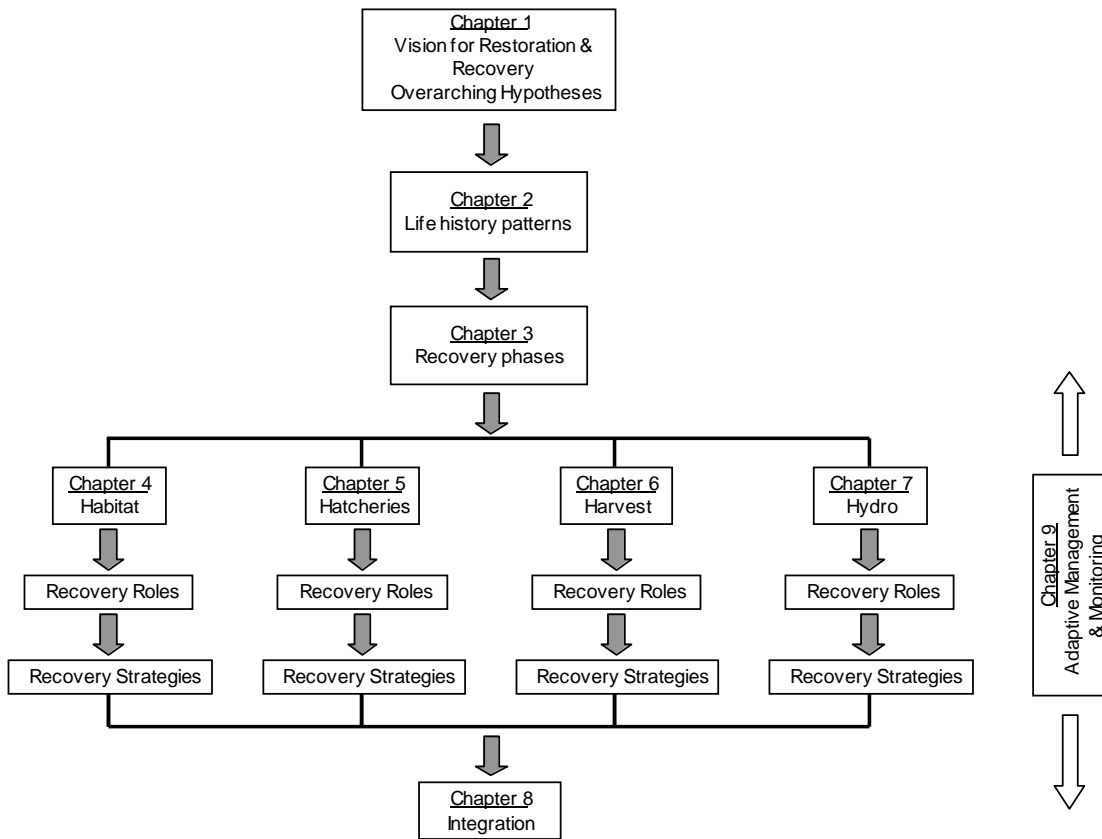 Chapter 1
Vision for Restoration &
Recovery
Overarching Hypotheses
Chapter 2
Life history patterns
Chapter 3
Recovery phases
Chapter 4
Habitat
Chapter 5
Hatcheries
Chapter 6
Harvest
Chapter 7
Hydro
Recovery Roles
Recovery Roles
Recovery Roles
Recovery Roles
Recovery Strategies
Recovery Strategies
Recovery Strategies
Recovery Strategies
Chapter 8
Integration
Chapter 9
Adaptive Management
& Monitoring